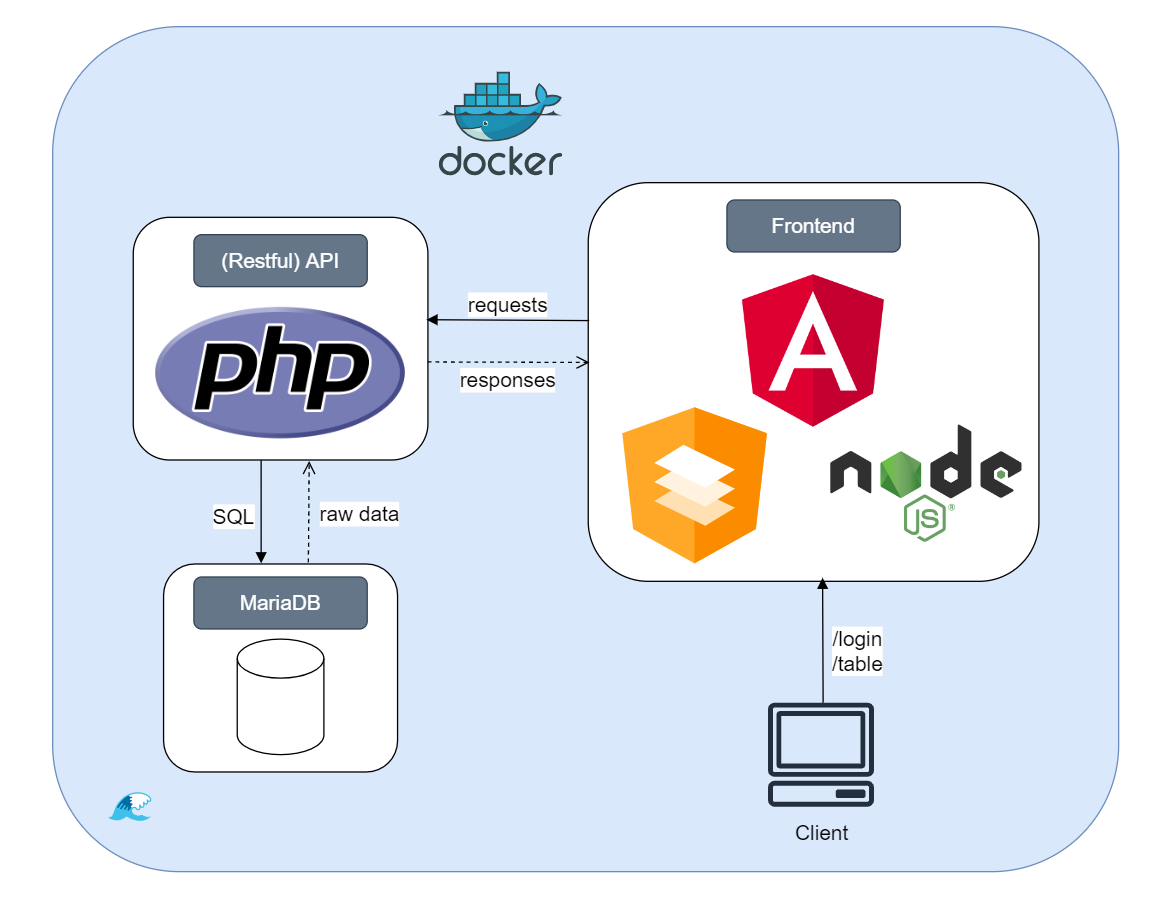 docker
Frontend
(Restful) API
requests
php
responses
node
JS
®
SQL
raw data
MariaDB
/login
/table
Client